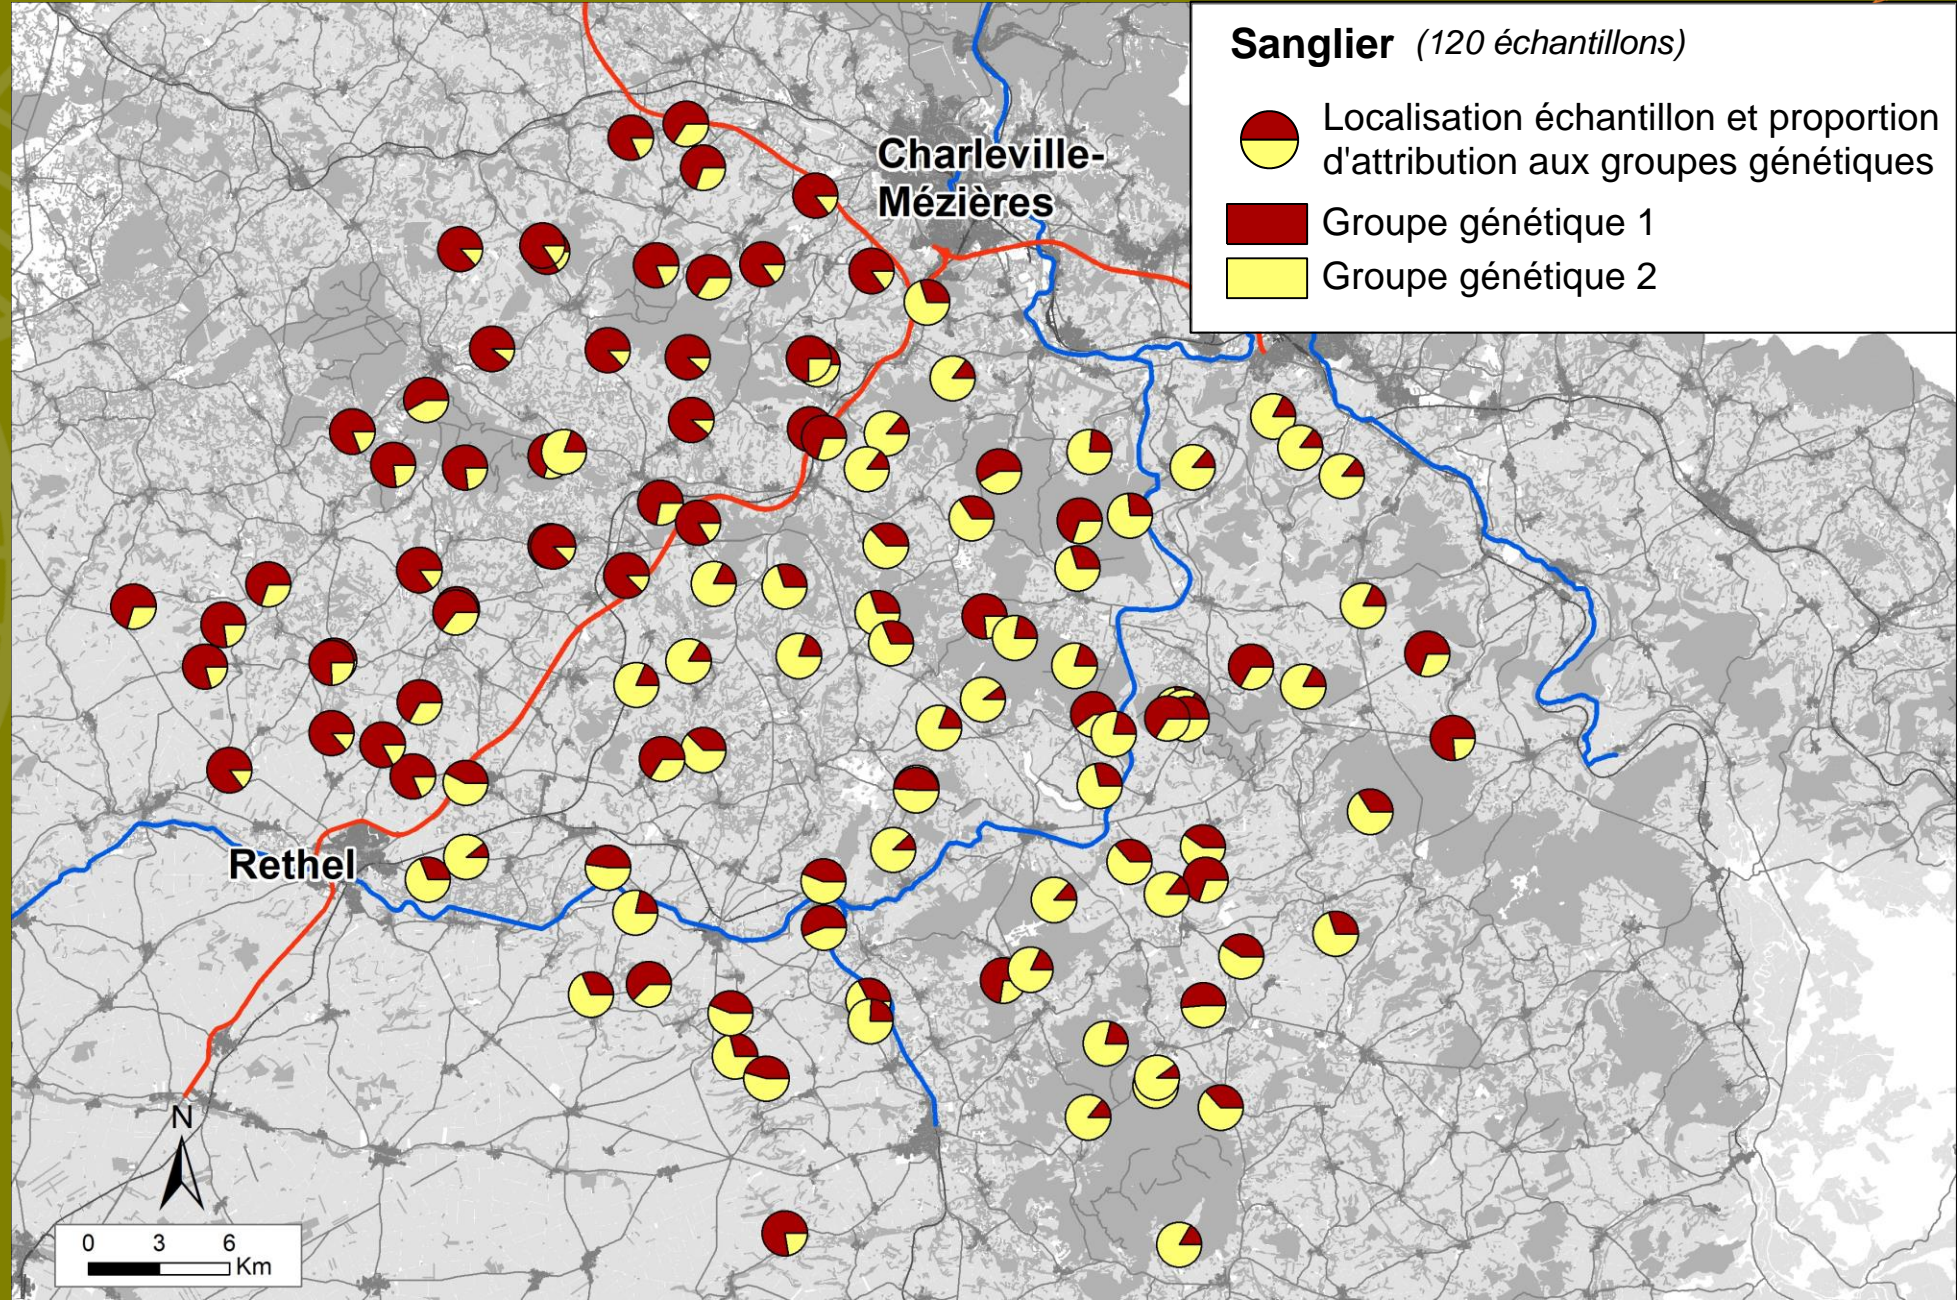 Sanglier (120 échantillons)
Localisation échantillon et proportion
d'attribution aux groupes génétiques
Groupe génétique 1
Groupe génétique 2
Charleville-
Mézières
Rethel
N
0 3 6
Km